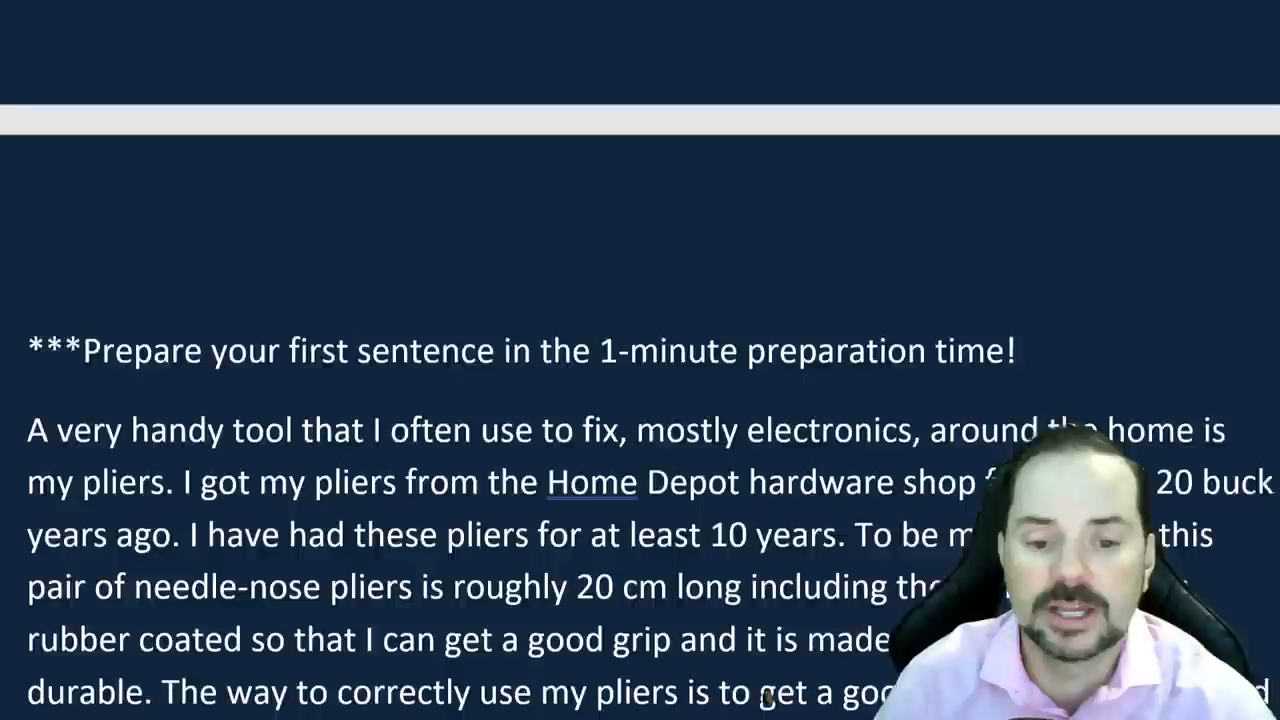 ***Prepare your first sentence in the 1-minute preparation time!
A very handy tool that I often use to fix, mostly electronics, around the home is
my pliers. I got my pliers from the Home Depot hardware shop 20 buck
years ago. I have had these pliers for at least 10 years. To be this
pair of needle-nose pliers is roughly 20 cm long including the
rubber coated so that I can get a good grip and it is made
durable. The way to correctly use my pliers is to get a